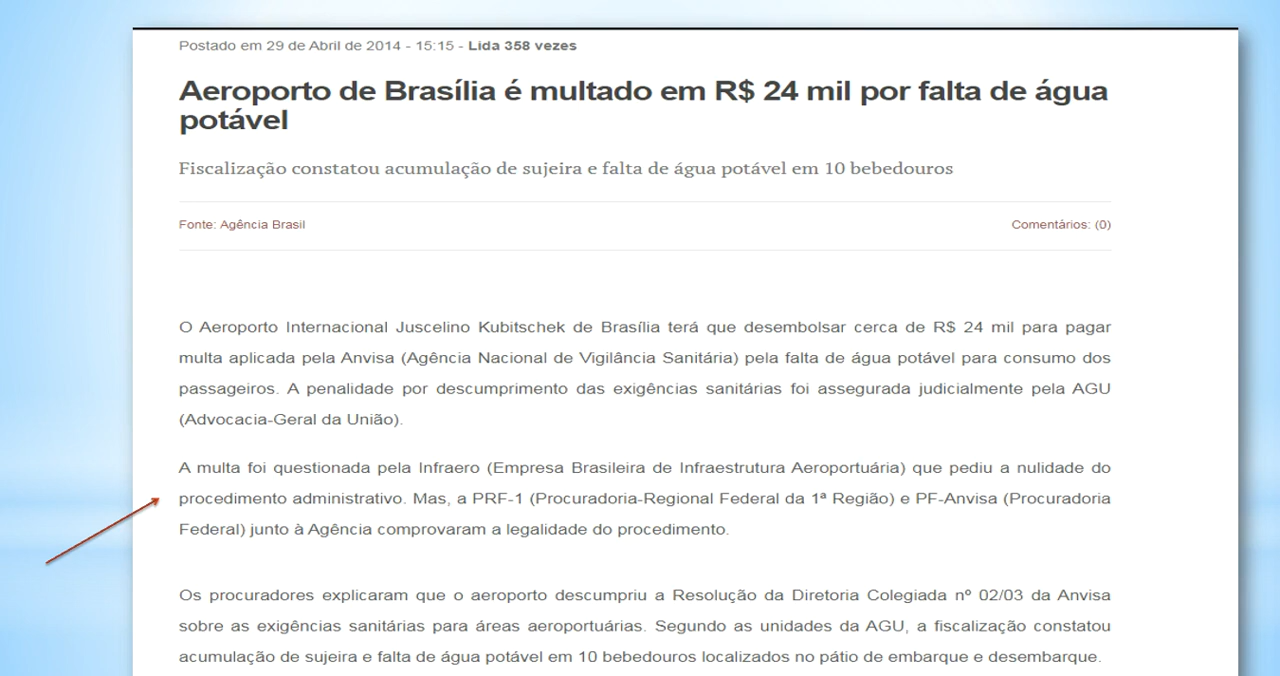 Postado em 29 de Abril de 2014 - 15:15 - Lida 358 vezes
Aeroporto de Brasília é multado em R$ 24 mil por falta de água
potável
Fiscalização constatou acumulação de sujeira e falta de água potável em 10 bebedouros
Fonte: Agência Brasil
Comentários: (0)
O Aeroporto Internacional Juscelino Kubitschek de Brasília terá que desembolsar cerca de R$ 24 mil para pagar
multa aplicada pela Anvisa (Agência Nacional de Vigilância Sanitária) pela falta de água potável para consumo dos
passageiros. A penalidade por descumprimento das exigências sanitárias foi assegurada judicialmente pela AGU
(Advocacia-Geral da União).
A multa foi questionada pela Infraero (Empresa Brasileira de Infraestrutura Aeroportuária) que pediu a nulidade do
procedimento administrativo. Mas, a PRF-1 (Procuradoria-Regional Federal da 1ª Região) e PF-Anvisa (Procuradoria
Federal) junto à Agência comprovaram a legalidade do procedimento.
Os procuradores explicaram que o aeroporto descumpriu a Resolução da Diretoria Colegiada nº 02/03 da Anvisa
sobre as exigências sanitárias para áreas aeroportuárias. Segundo as unidades da AGU, a fiscalização constatou
acumulação de sujeira e falta de água potável em 10 bebedouros localizados no pátio de embarque e desembarque.